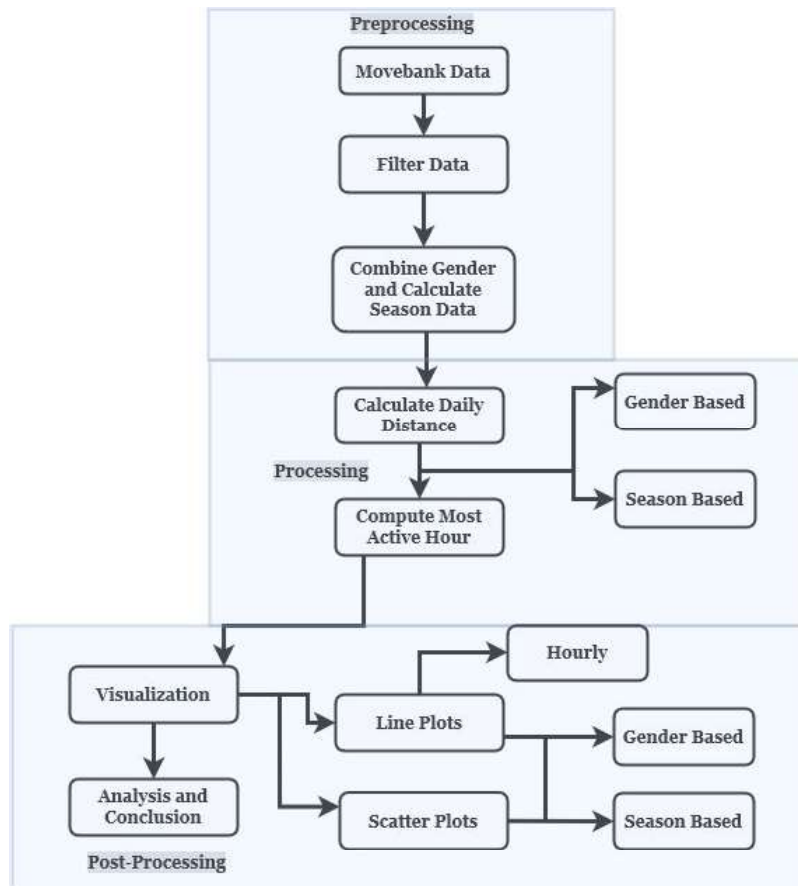 Preprocessing
Movebank Data
Filter Data
Combine Gender
and Calculate
Season Data
Calculate Daily
Distance
Gender Based
Processing
Season Based
Compute Most
Active Hour
Hourly
Visualization
Line Plots
Gender Based
Analysis and
Conclusion
Scatter Plots
Season Based
Post-Processing